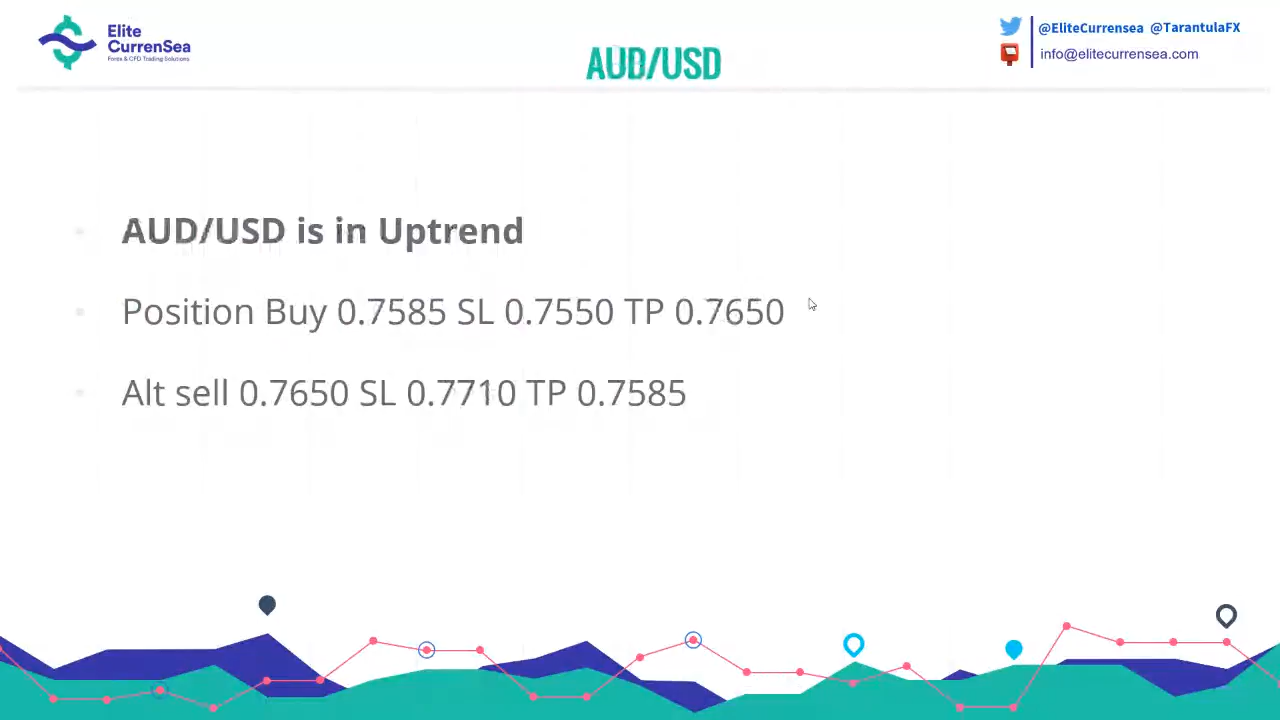 Elite
CurrenSea
Forex & CFD Trading Solutions
AUD/USD
@EliteCurrensea @TarantulaFX
info@elitecurrensea.com
AUD/USD is in Uptrend
Position Buy 0.7585 SL 0.7550 TP 0.7650
Alt sell 0.7650 SL 0.7710 TP 0.7585